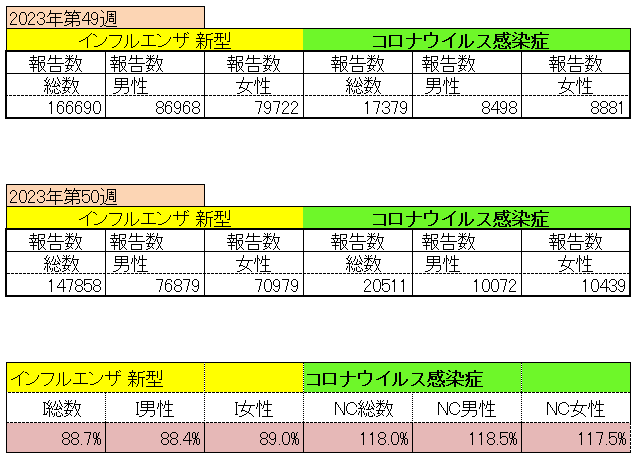 2023年第49週
インフルエンザ 新型 コロナウイルス感染症
報告数 報告数 報告数 報告数 報告数 報告数
総数 男性 女性 総数 男性 女性
166690 86968 79722 17379 8498 8881
2023年第50週
インフルエンザ 新型 コロナウイルス感染症
報告数 報告数 報告数 報告数 報告数 報告数
総数 男性 女性 総数 男性 女性
147858 76879 70979 20511 10072 10439
インフルエンザ 新型 コロナウイルス感染症
I総数 I男性 I女性 NC総数 NC男性 NC女性
88.7% 88.4% 89.0% 118.0% 118.5% 117.5%